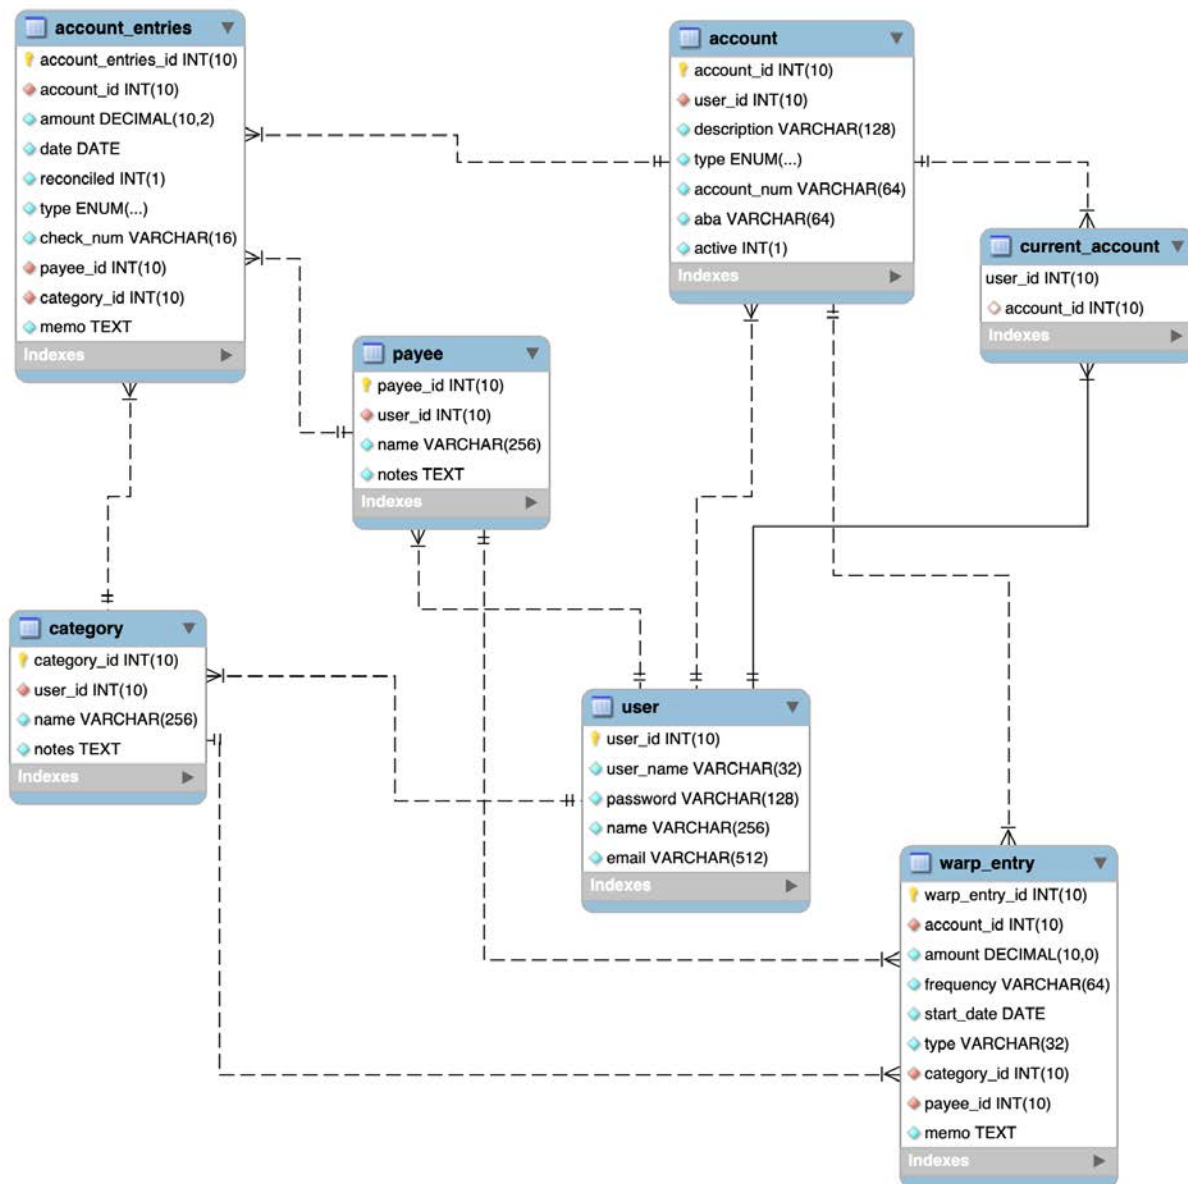 account_entries
account_entries_id INT(10)
account_id INT(10)
amount DECIMAL(10,2)
date DATE
reconciled INT(1)
type ENUM(...)
check_num VARCHAR(16)
payee_id INT(10)
category_id INT(10)
memo TEXT
Indexes
account
account_id INT(10)
user_id INT(10)
description VARCHAR(128)
type ENUM(...)
account_num VARCHAR(64)
aba VARCHAR(64)
active INT(1)
Indexes
current_account
user_id INT(10)
account_id INT(10)
Indexes
payee
payee_id INT(10)
user_id INT(10)
name VARCHAR(256)
notes TEXT
Indexes
category
category_id INT(10)
user_id INT(10)
name VARCHAR(256)
notes TEXT
Indexes
user
user_id INT(10)
user_name VARCHAR(32)
password VARCHAR(128)
name VARCHAR(256)
email VARCHAR(512)
Indexes
warp_entry
warp_entry_id INT(10)
account_id INT(10)
amount DECIMAL(10,0)
frequency VARCHAR(64)
start_date DATE
type VARCHAR(32)
category_id INT(10)
payee_id INT(10)
memo TEXT
Indexes